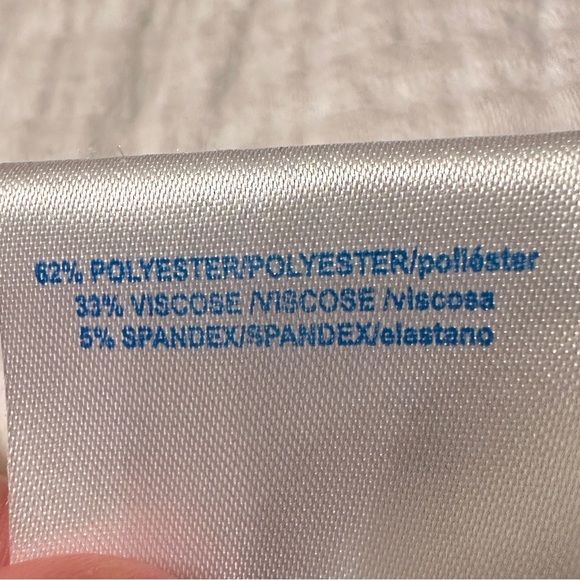 62% POLYESTER/POLYESTER/poliéster
33% VISCOSE /VISCOSE /viscosa
5% SPANDEX/SPANDEX/elastano